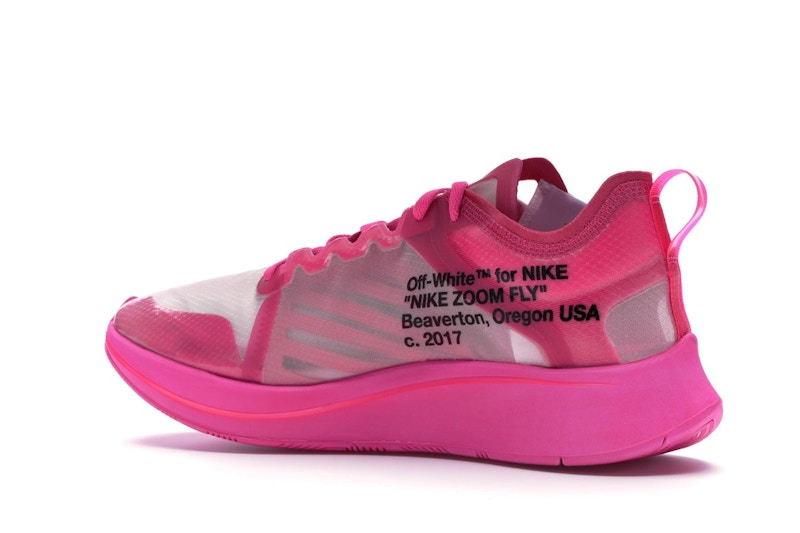 Off-White™ for NIKE
"NIKE ZOOM FLY"
Beaverton, Oregon USA
c. 2017